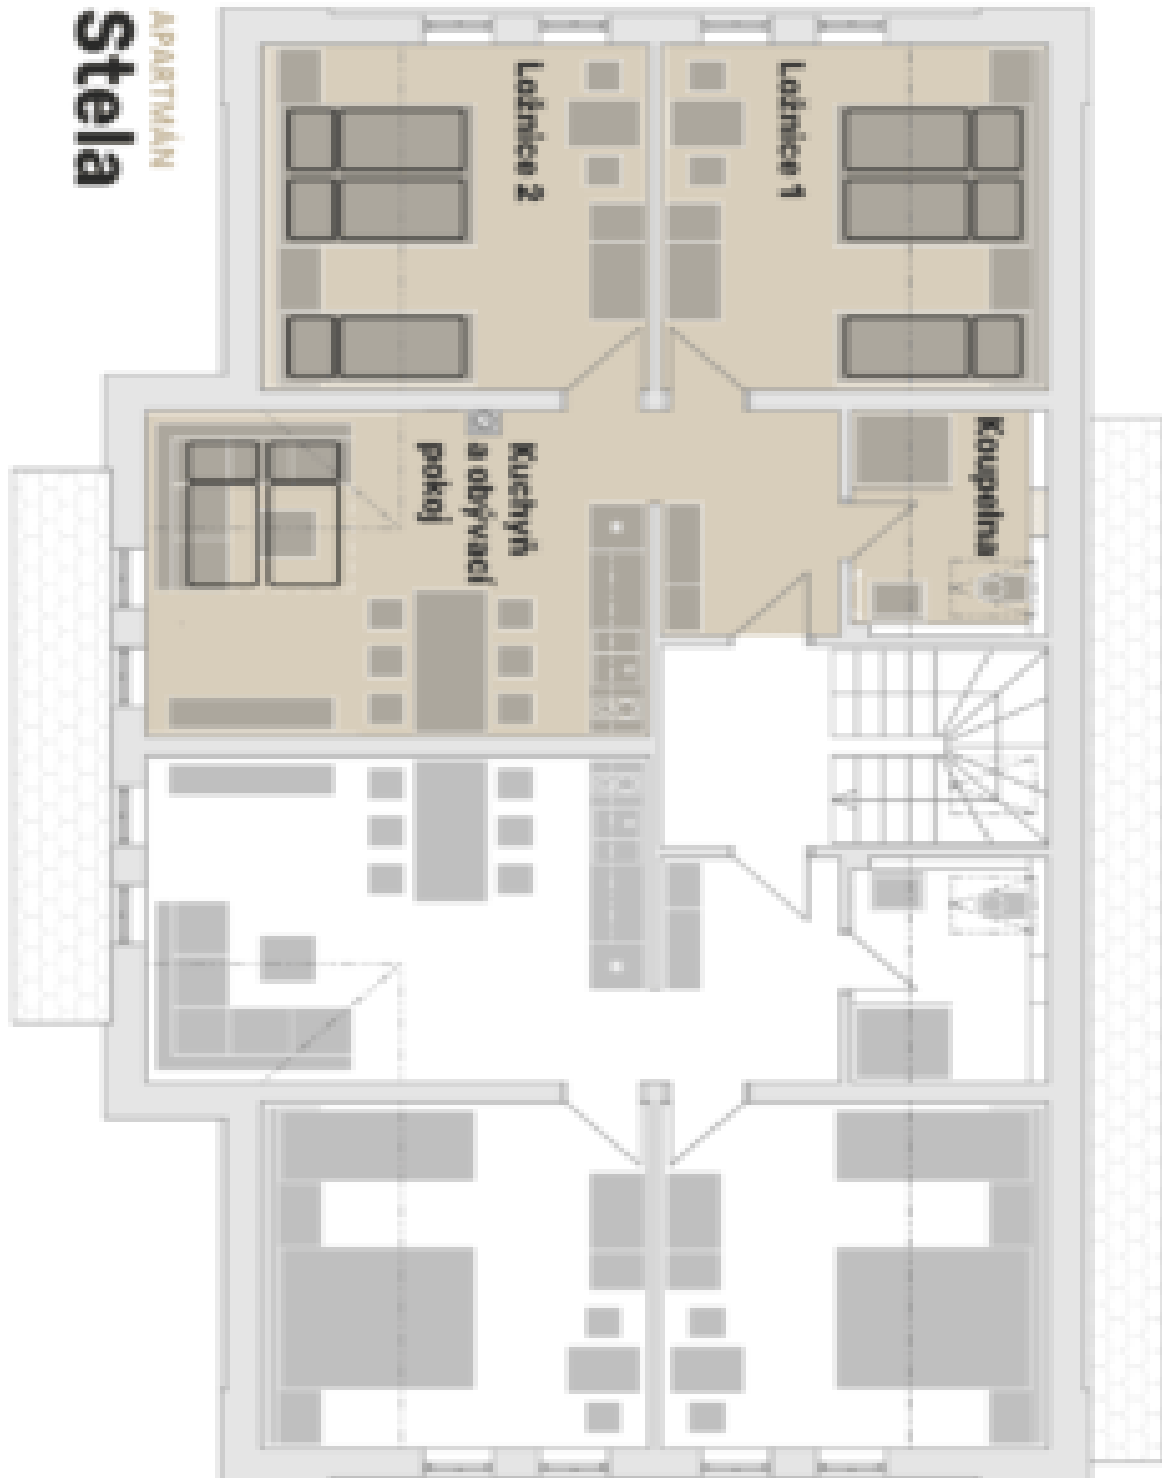 APARTMÁN
Stela
Ložnice 1
Ložnice 2
Koupelna
Kuchyň
a obývací
pokoj